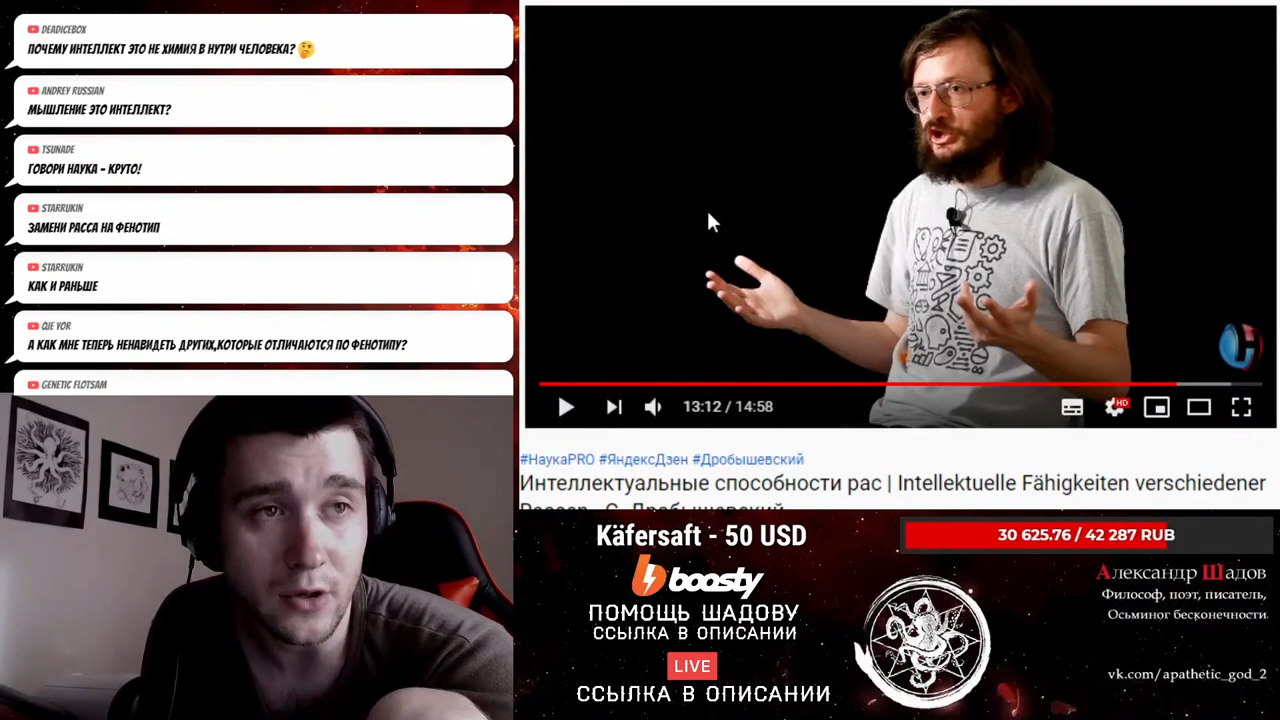 DEADICEBOX
ПОЧЕМУ ИНТЕЛЛЕКТ ЭТО НЕ ХИМИЯ В НУТРИ ЧЕЛОВЕКА? 🤔
ANDREY RUSSIAN
МЫШЛЕНИЕ ЭТО ИНТЕЛЛЕКТ?
TSUNADE
ГОВОРИ НАУКА - КРУТО!
STARRUKIN
ЗАМЕНИ РАССА НА ФЕНОТИП
STARRUKIN
КАК И РАНЬШЕ
QJE YOR
А КАК МНЕ ТЕПЕРЬ НЕНАВИДЕТЬ ДРУГИХ,КОТОРЫЕ ОТЛИЧАЮТСЯ ПО ФЕНОТИПУ?
GENETIC FLOTSAM
13:12 / 14:58
HD
#НаукаPRO #ЯндексДзен #Дробышевский
Интеллектуальные способности рас | Intellektuelle Fähigkeiten verschiedener
Rassen - С. Дробышевский
Käfersaft - 50 USD
boosty
ПОМОЩЬ ШАДОВУ
ССЫЛКА В ОПИСАНИИ
LIVE
ССЫЛКА В ОПИСАНИИ
30 625.76 / 42 287 RUB
Александр Шадов
Философ, поэт, писатель,
Осьминог бесконечности.
vk.com/apathetic_god_2